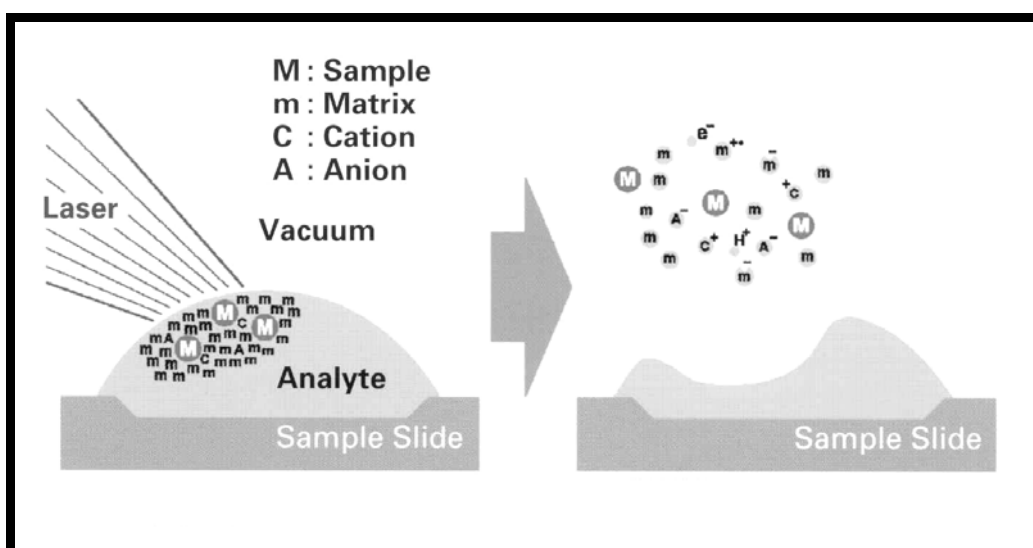 M : Sample
m : Matrix
C : Cation
A : Anion
Laser
Vacuum
m m m m
m m M m m m
m A m m m C M m
m m M m m m m
m m m C m A m m
m m m m m m
m m m
Analyte
Sample Slide
e⁻
m m⁺•
M m m⁻ m
⁺C
m M m
A⁻ M
m C⁺ H⁺ A⁻
m m
m⁻
Sample Slide